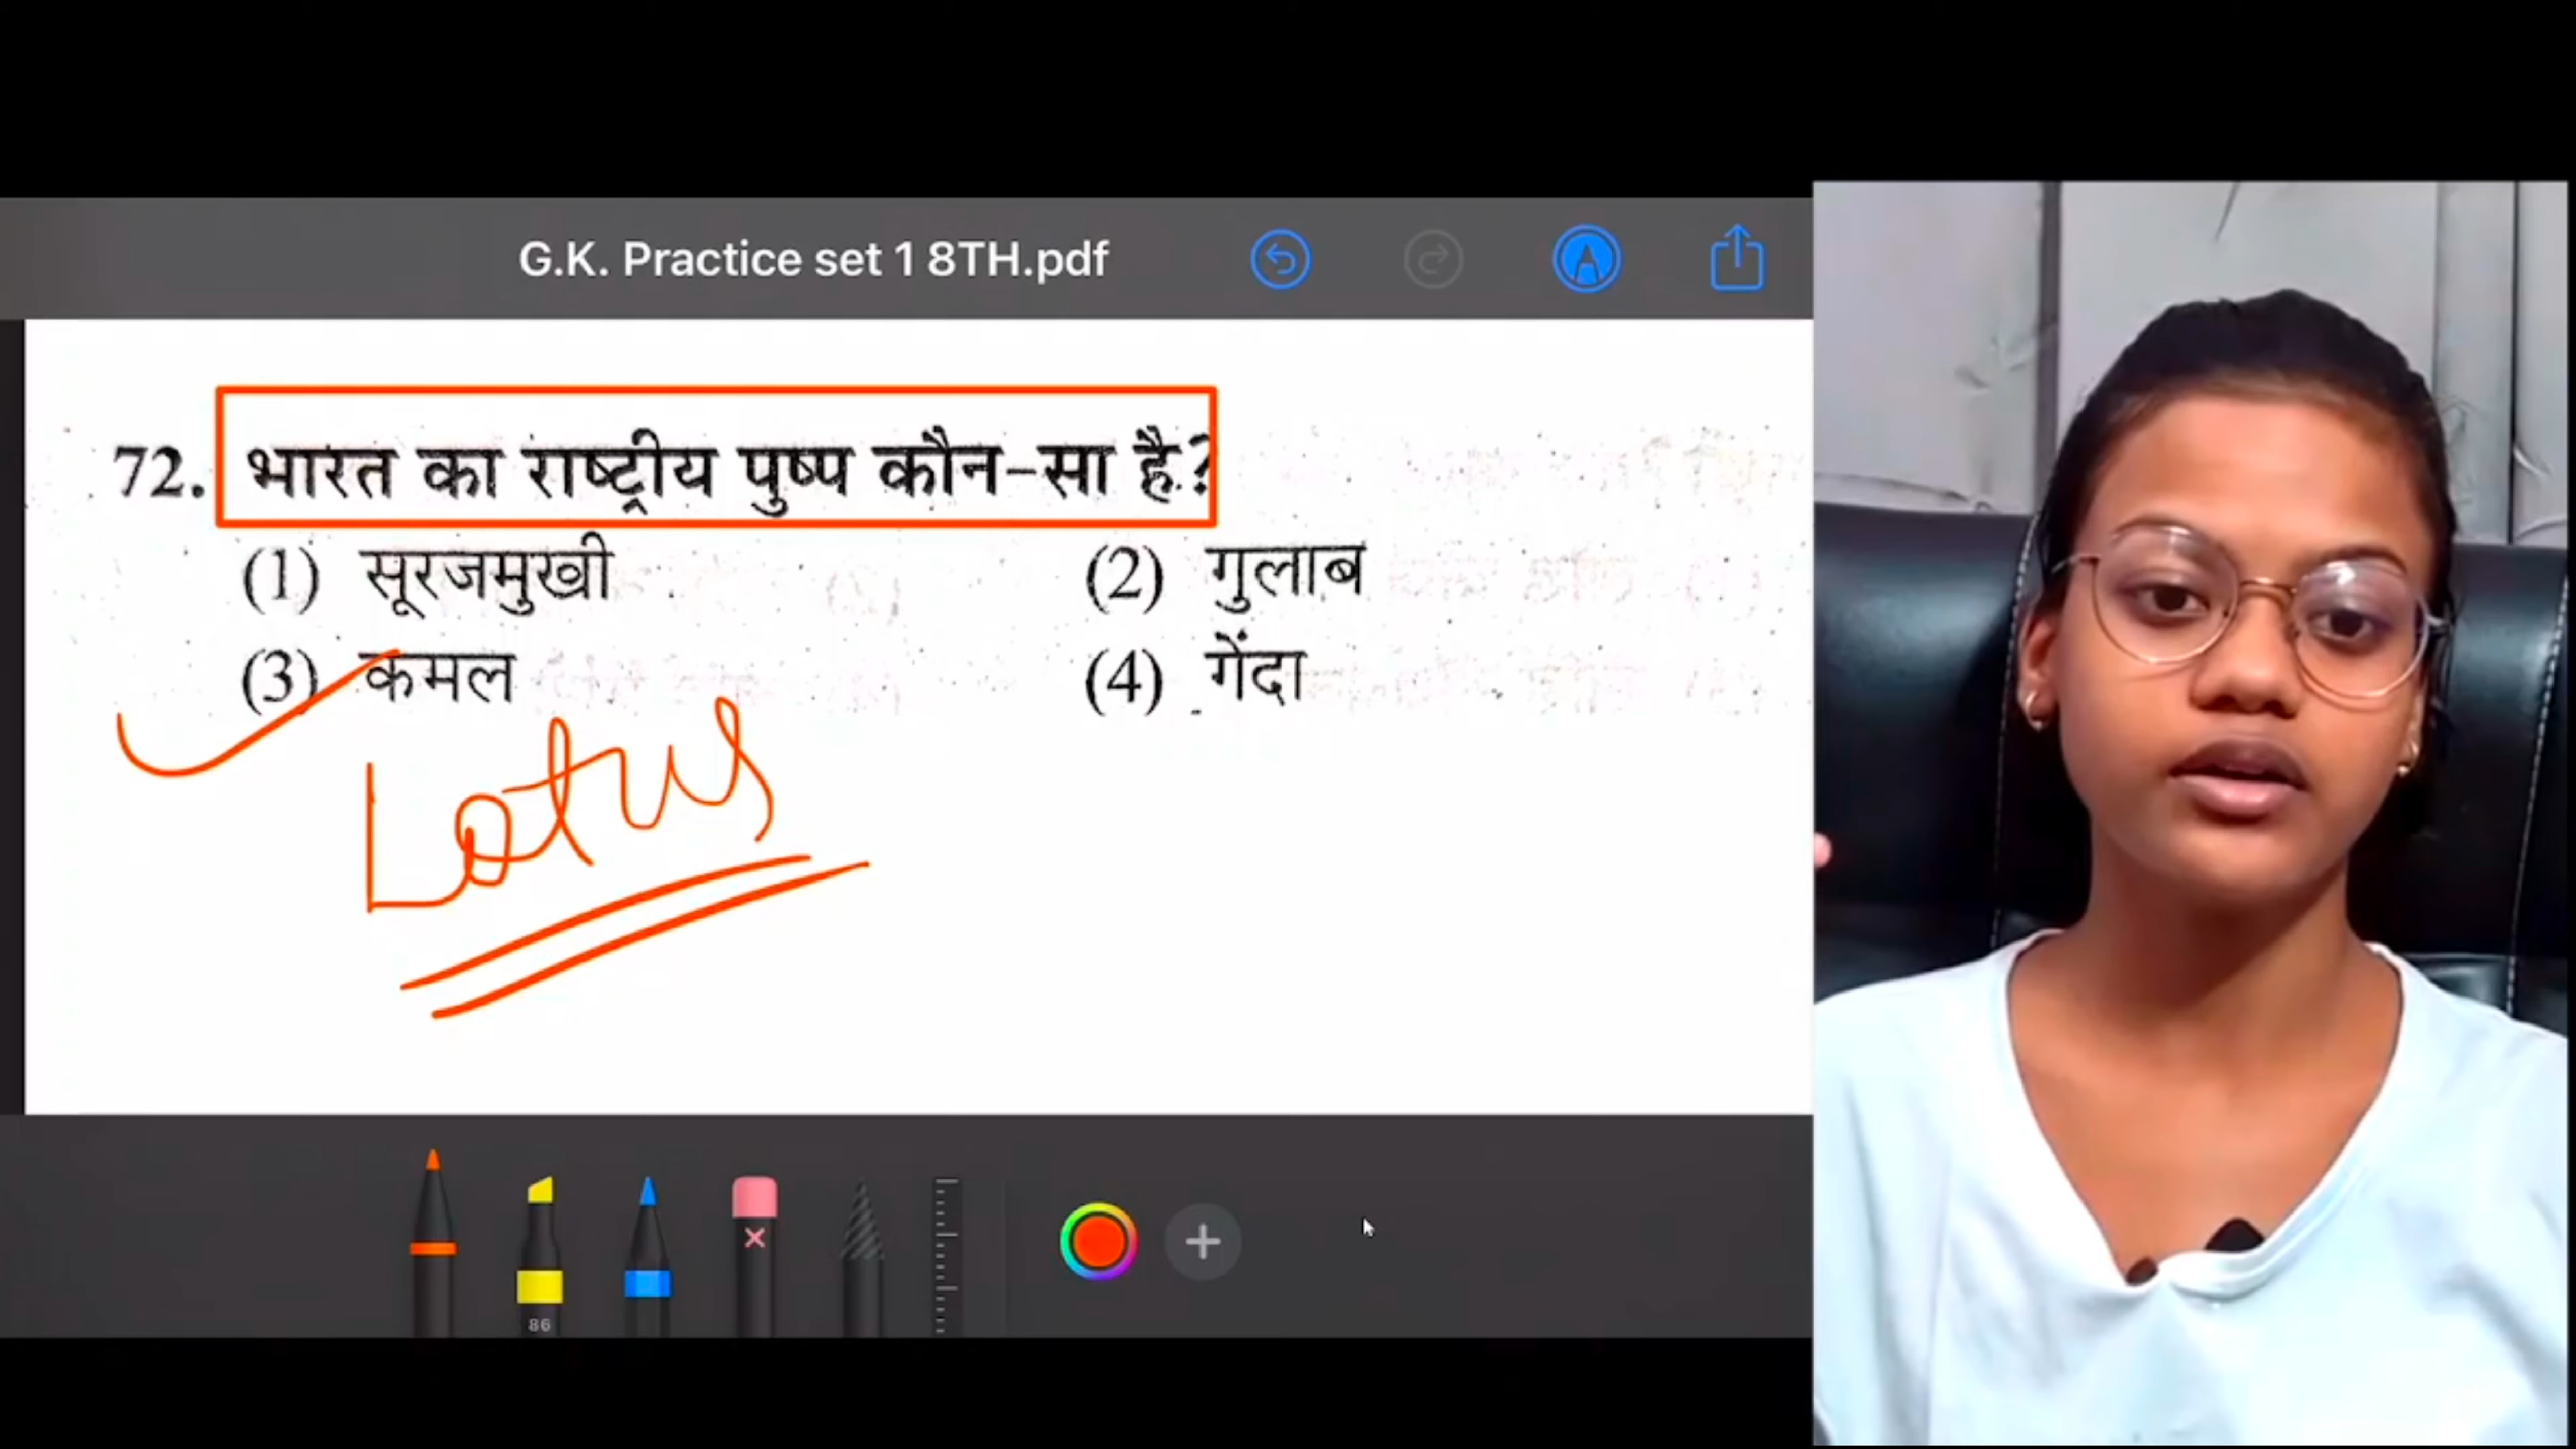 G.K. Practice set 1 8TH.pdf
72. भारत का राष्ट्रीय पुष्प कौन-सा है?
(1) सूरजमुखी (2) गुलाब
(3) कमल (4) गेंदा
Lotus
86